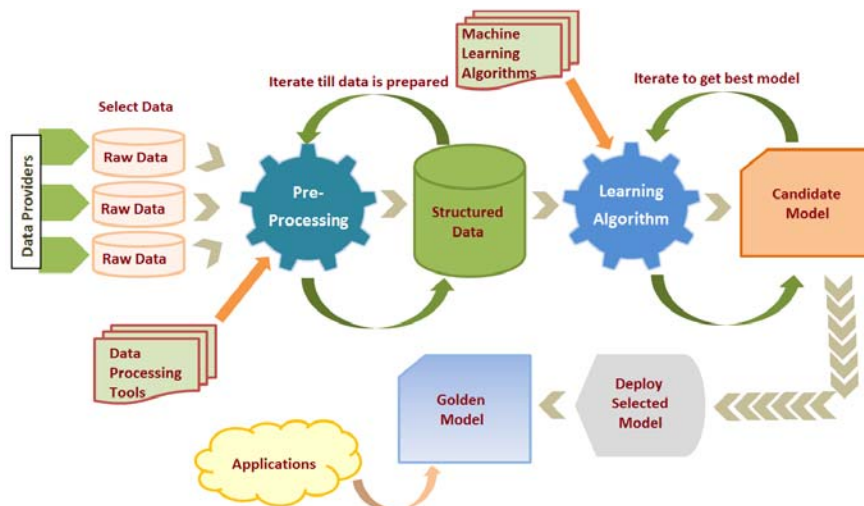 Machine
Learning
Algorithms
Iterate till data is prepared
Iterate to get best model
Select Data
Data Providers
Raw Data
Raw Data
Raw Data
Pre-
Processing
Structured
Data
Learning
Algorithm
Candidate
Model
Data
Processing
Tools
Golden
Model
Deploy
Selected
Model
Applications